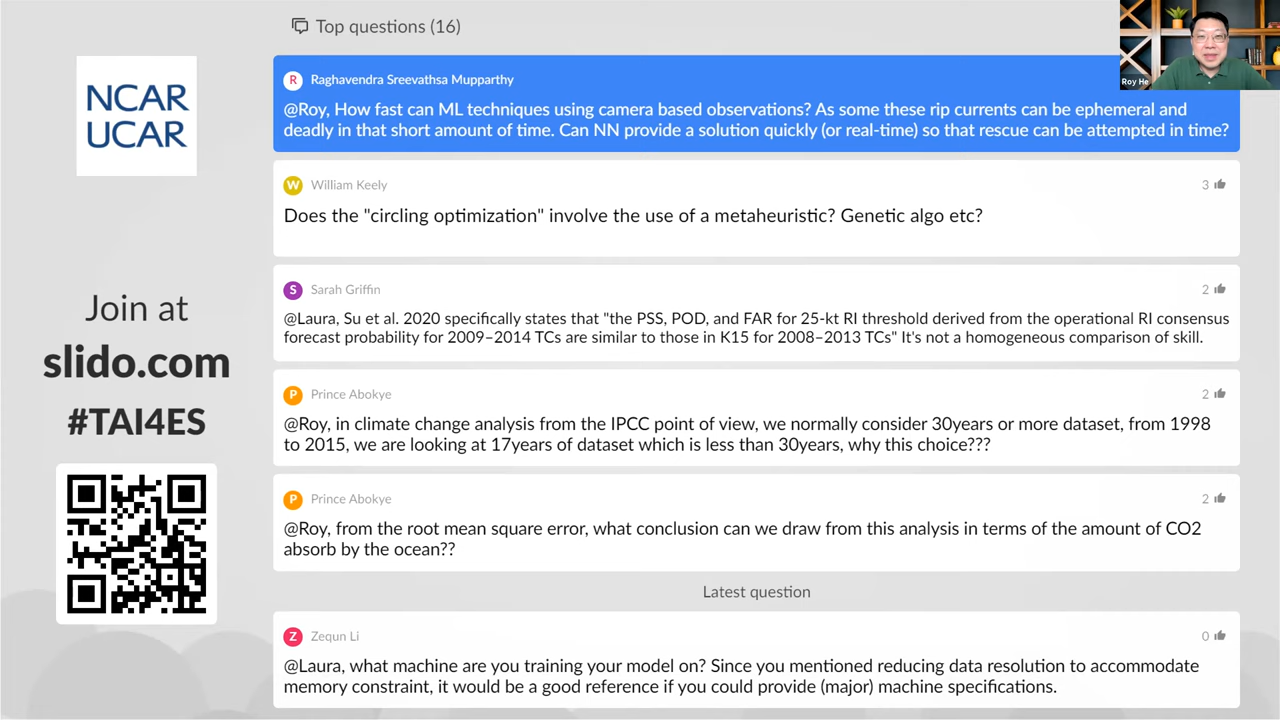 Top questions (16)
NCAR
UCAR
Join at
slido.com
#TAI4ES
R Raghavendra Sreevathsa Mupparthy
@Roy, How fast can ML techniques using camera based observations? As some these rip currents can be ephemeral and
deadly in that short amount of time. Can NN provide a solution quickly (or real-time) so that rescue can be attempted in time?
W William Keely 3
Does the "circling optimization" involve the use of a metaheuristic? Genetic algo etc?
S Sarah Griffin 2
@Laura, Su et al. 2020 specifically states that "the PSS, POD, and FAR for 25-kt RI threshold derived from the operational RI consensus
forecast probability for 2009–2014 TCs are similar to those in K15 for 2008–2013 TCs" It's not a homogeneous comparison of skill.
P Prince Abokye 2
@Roy, in climate change analysis from the IPCC point of view, we normally consider 30years or more dataset, from 1998
to 2015, we are looking at 17years of dataset which is less than 30years, why this choice???
P Prince Abokye 2
@Roy, from the root mean square error, what conclusion can we draw from this analysis in terms of the amount of CO2
absorb by the ocean??
Latest question
Z Zequn Li 0
@Laura, what machine are you training your model on? Since you mentioned reducing data resolution to accommodate
memory constraint, it would be a good reference if you could provide (major) machine specifications.
Roy He